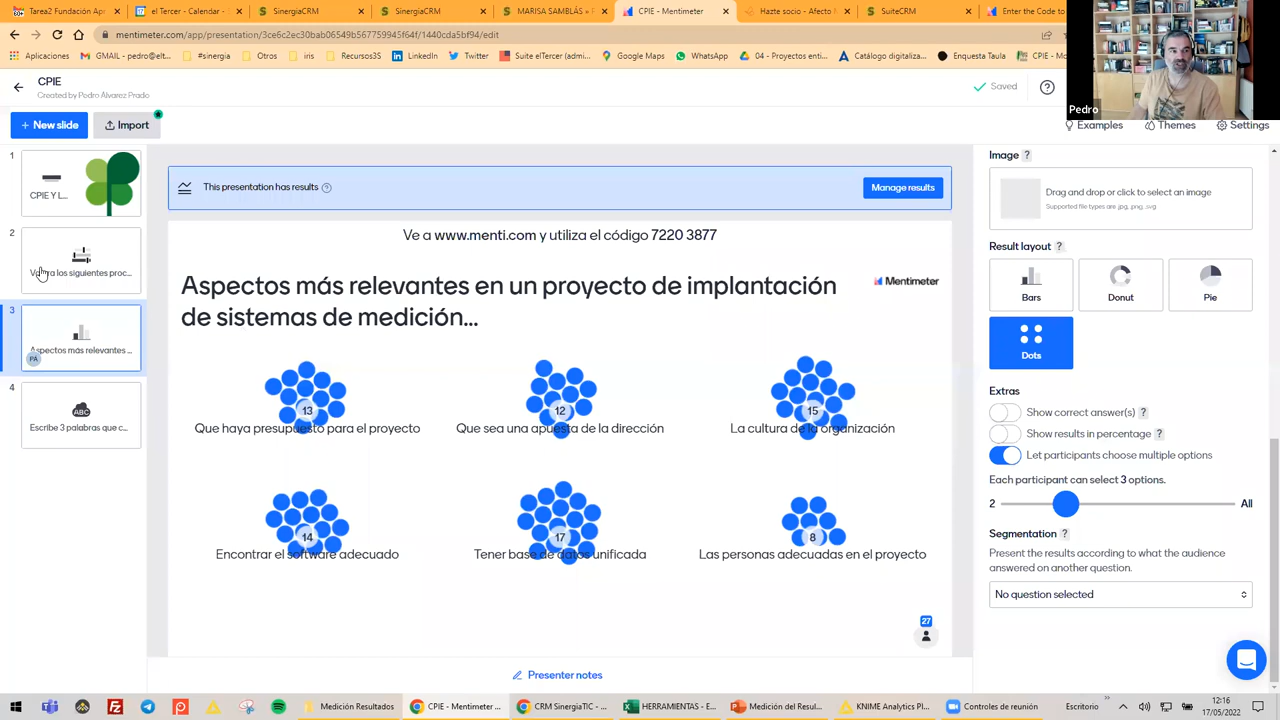 Tarea2 Fundación Ap
el Tercer - Calendar -
SinergiaCRM
SinergiaCRM
MARISA SAMBLÁS » F
CPIE - Mentimeter
Hazte socio - Afecto I
SuiteCRM
Enter the Code to
mentimeter.com/app/presentation/3ce6c2ec30bab06549b567759945f64f/1440cda5bf94/edit
Aplicaciones
GMAIL - pedro@elt...
#sinergia
Otros
iris
Recursos3S
LinkedIn
Twitter
Suite elTercer (admi...
Google Maps
WhatsApp
04 - Proyectos enti...
Catálogo digitaliza...
Enquesta Taula
CPIE - M
CPIE
Created by Pedro Álvarez Prado
Saved
Pedro
+ New slide
Import
Examples
Themes
Settings
1
CPIE Y L...
2
los siguientes proc...
3
Aspectos más relevantes ...
PÁ
4
ABC
Escribe 3 palabras que c...
This presentation has results
Manage results
Ve a www.menti.com y utiliza el código 7220 3877
Aspectos más relevantes en un proyecto de implantación
de sistemas de medición...
Mentimeter
13
Que haya presupuesto para el proyecto
12
Que sea una apuesta de la dirección
15
La cultura de la organización
14
Encontrar el software adecuado
17
Tener base de datos unificada
8
Las personas adecuadas en el proyecto
27
Presenter notes
Image
Drag and drop or click to select an image
Supported file types are .jpg, .png, .svg
Result layout
Bars
Donut
Pie
Dots
Extras
Show correct answer(s)
Show results in percentage
Let participants choose multiple options
Each participant can select 3 options.
2
All
Segmentation
Present the results according to what the audience
answered on another question.
No question selected
Medición Resultados
CPIE - Mentimeter ...
CRM SinergiaTIC - ...
HERRAMIENTAS - E...
Medición del Resul...
KNIME Analytics Pl...
Controles de reunión
Escritorio
12:16
17/05/2022